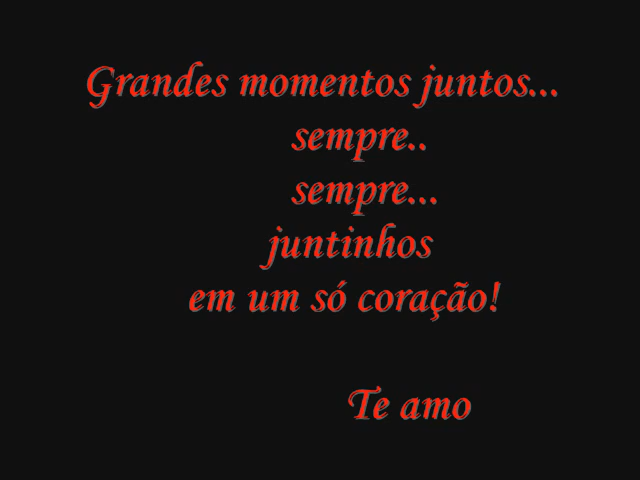 Grandes momentos juntos...
sempre..
sempre...
juntinhos
em um só coração!
Te amo